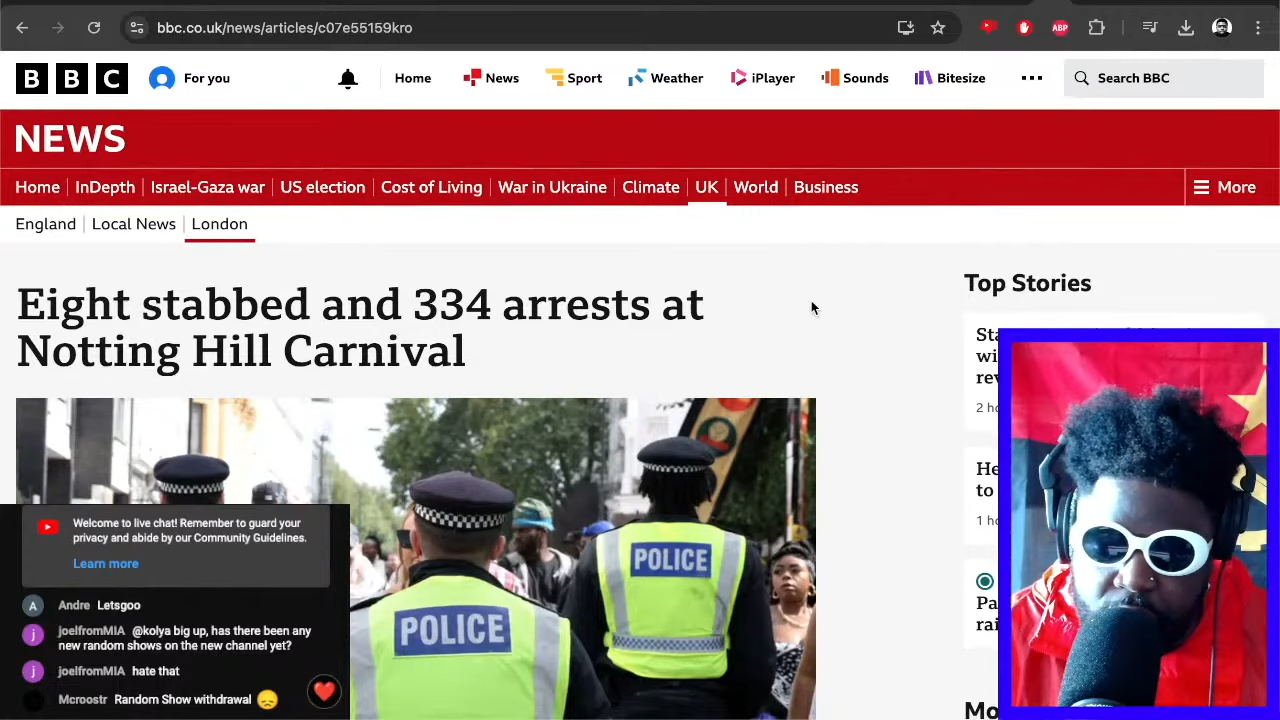 bbc.co.uk/news/articles/c07e55159kro
ABP
BBC
For you
Home
News
Sport
Weather
iPlayer
Sounds
Bitesize
Search BBC
NEWS
Home
InDepth
Israel-Gaza war
US election
Cost of Living
War in Ukraine
Climate
UK
World
Business
More
England
Local News
London
Eight stabbed and 334 arrests at
Notting Hill Carnival
Top Stories
POLICE
POLICE
Welcome to live chat! Remember to guard your
privacy and abide by our Community Guidelines.
Learn more
A
Andre Letsgoo
j
joelfromMIA @kolya big up, has there been any
new random shows on the new channel yet?
j
joelfromMIA hate that
Mcroostr Random Show withdrawal